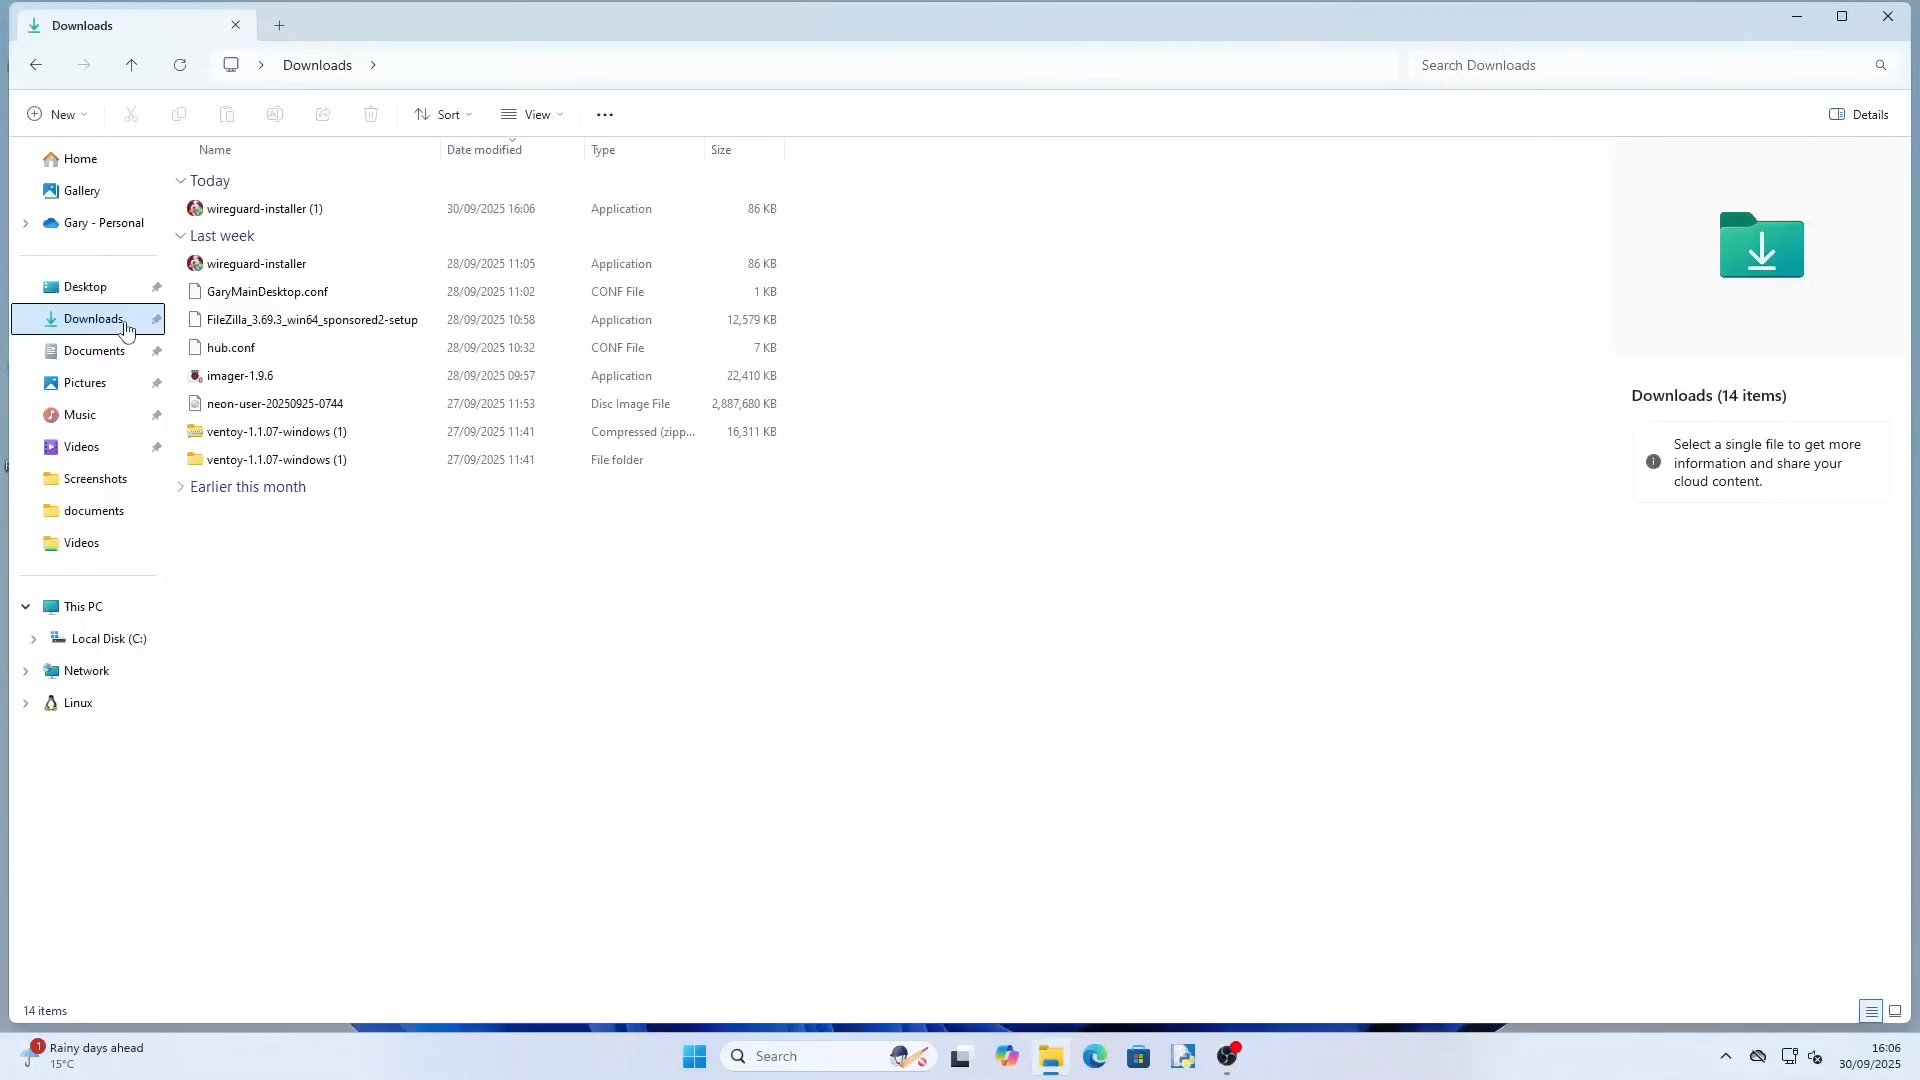 Downloads
Downloads
Search Downloads
New
Sort
View
Details
Name
Date modified
Type
Size
Home
Gallery
Gary - Personal
Desktop
Downloads
Documents
Pictures
Music
Videos
Screenshots
documents
Videos
This PC
Local Disk (C:)
Network
Linux
Today
wireguard-installer (1) 30/09/2025 16:06 Application 86 KB
Last week
wireguard-installer 28/09/2025 11:05 Application 86 KB
GaryMainDesktop.conf 28/09/2025 11:02 CONF File 1 KB
FileZilla_3.69.3_win64_sponsored2-setup 28/09/2025 10:58 12,579 KB
hub.conf 28/09/2025 10:32 CONF File 7 KB
imager-1.9.6 28/09/2025 09:57 Application 22,410 KB
neon-user-20250925-0744 27/09/2025 11:53 Disc Image File 2,887,680 KB
ventoy-1.1.07-windows (1) 27/09/2025 11:41 Compressed (zipp... 16,311 KB
ventoy-1.1.07-windows (1) 27/09/2025 11:41 File folder
Earlier this month
Downloads (14 items)
Select a single file to get more
information and share your
cloud content.
14 items
1
Rainy days ahead
15°C
Search
16:06
30/09/2025